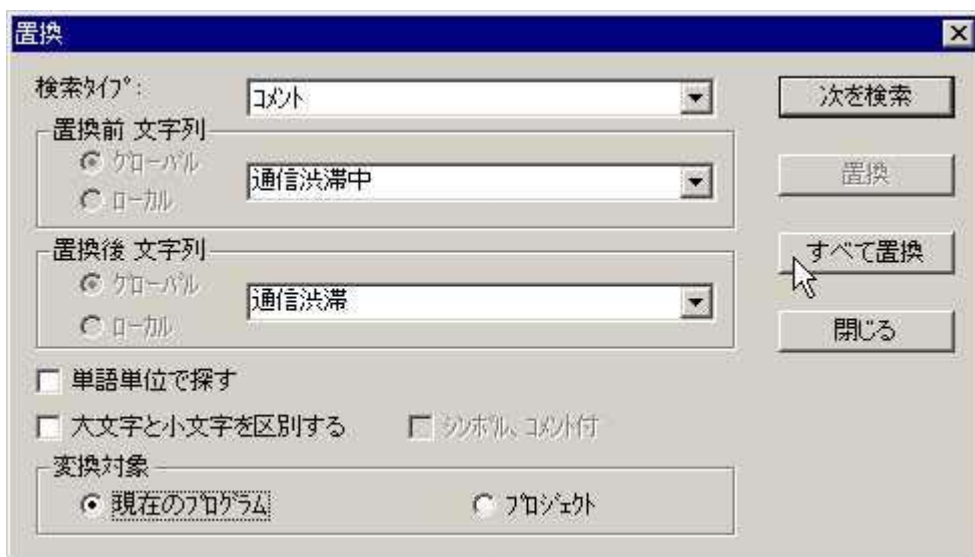 置換
検索ﾀｲﾌﾟ: ｺﾒﾝﾄ 次を検索
置換前 文字列
ｸﾞﾛｰﾊﾞﾙ
ﾛｰｶﾙ
通信渋滞中
置換
置換後 文字列
ｸﾞﾛｰﾊﾞﾙ
ﾛｰｶﾙ
通信渋滞
すべて置換
閉じる
単語単位で探す
大文字と小文字を区別する ｼﾝﾎﾞﾙ､ｺﾒﾝﾄ付
変換対象
現在のﾌﾟﾛｸﾞﾗﾑ ﾌﾟﾛｼﾞｪｸﾄ